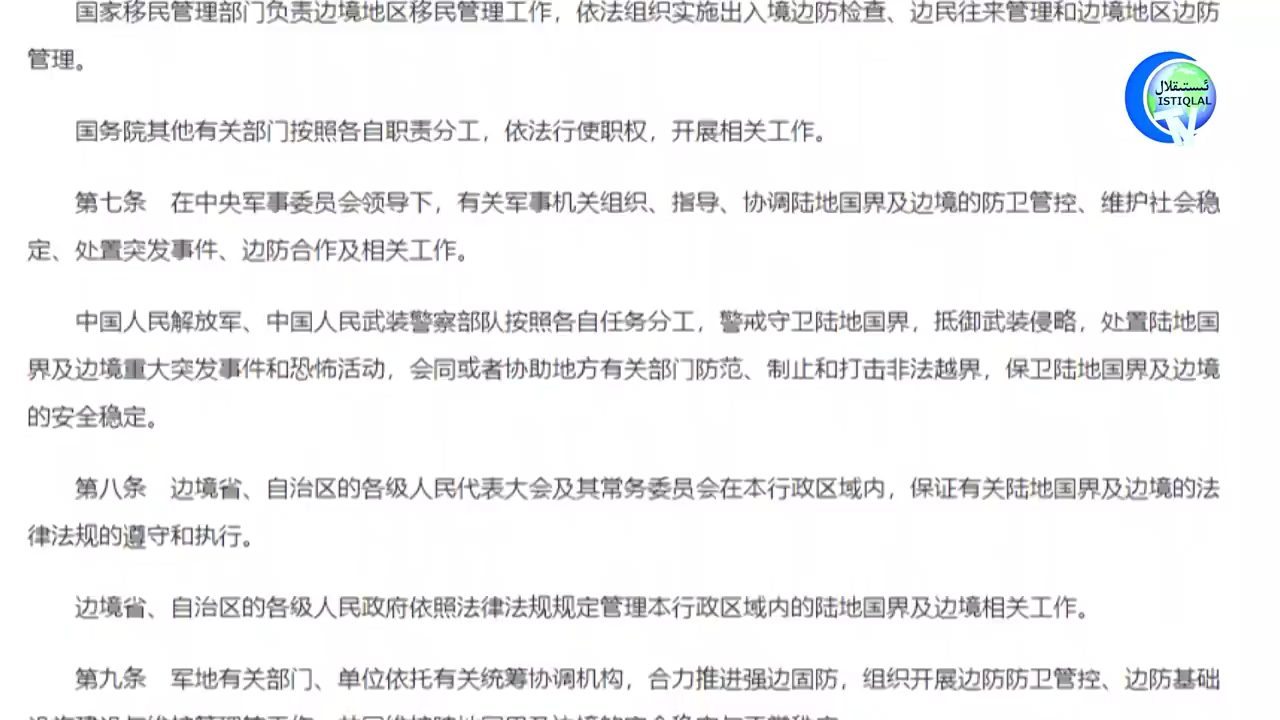 国家移民管理部门负责边境地区移民管理工作，依法组织实施出入境边防检查、边民往来管理和边境地区边防
管理。
国务院其他有关部门按照各自职责分工，依法行使职权，开展相关工作。
第七条　在中央军事委员会领导下，有关军事机关组织、指导、协调陆地国界及边境的防卫管控、维护社会稳
定、处置突发事件、边防合作及相关工作。
中国人民解放军、中国人民武装警察部队按照各自任务分工，警戒守卫陆地国界，抵御武装侵略，处置陆地国
界及边境重大突发事件和恐怖活动，会同或者协助地方有关部门防范、制止和打击非法越界，保卫陆地国界及边境
的安全稳定。
第八条　边境省、自治区的各级人民代表大会及其常务委员会在本行政区域内，保证有关陆地国界及边境的法
律法规的遵守和执行。
边境省、自治区的各级人民政府依照法律法规规定管理本行政区域内的陆地国界及边境相关工作。
第九条　军地有关部门、单位依托有关统筹协调机构，合力推进强边固防，组织开展边防防卫管控、边防基础
ئىستىقلال
ISTIQLAL
TV